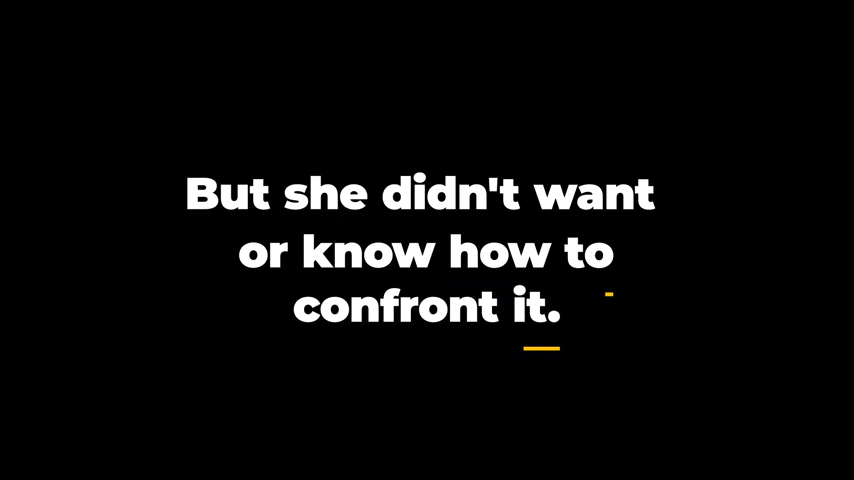 But she didn't want
or know how to
confront it.